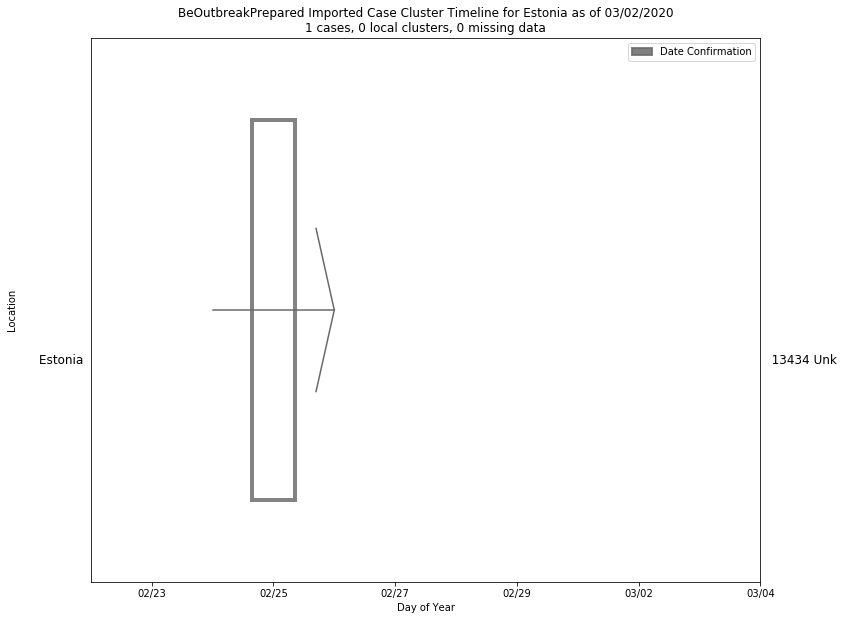 BeOutbreakPrepared Imported Case Cluster Timeline for Estonia as of 03/02/2020
1 cases, 0 local clusters, 0 missing data
Date Confirmation
Location
Estonia
13434 Unk
02/23 02/25 02/27 02/29 03/02 03/04
Day of Year